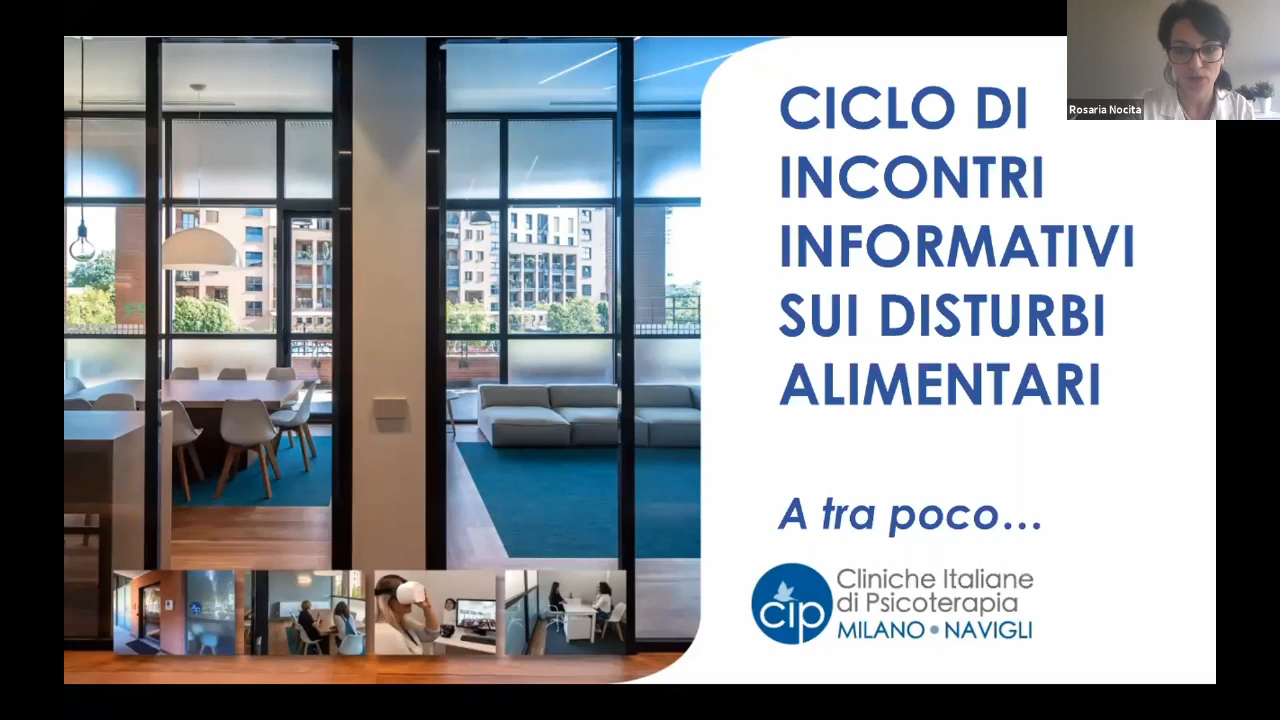 CICLO DI
INCONTRI
INFORMATIVI
SUI DISTURBI
ALIMENTARI
A tra poco...
cip
Cliniche Italiane
di Psicoterapia
MILANO • NAVIGLI
Rosaria Nocita